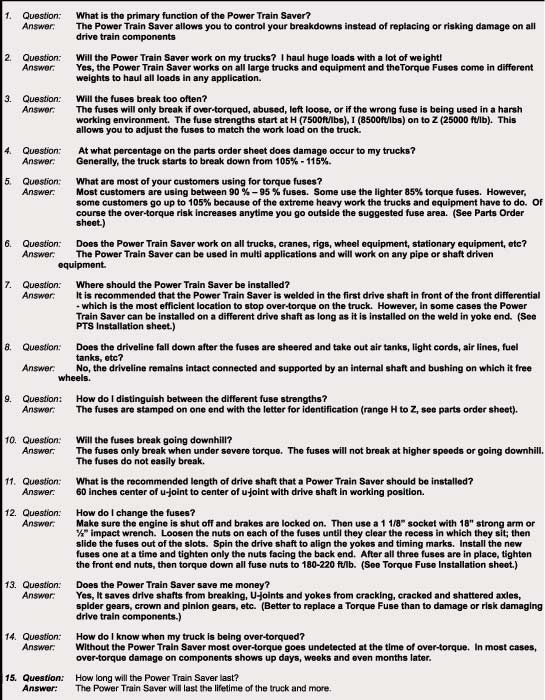 1. Question: What is the primary function of the Power Train Saver?
Answer: The Power Train Saver allows you to control your breakdowns instead of replacing or risking damage on all
drive train components
2. Question: Will the Power Train Saver work on my trucks? I haul huge loads with a lot of weight!
Answer: Yes, the Power Train Saver works on all large trucks and equipment and theTorque Fuses come in different
weights to haul all loads in any application.
3. Question: Will the fuses break too often?
Answer: The fuses will only break if over-torqued, abused, left loose, or if the wrong fuse is being used in a harsh
working environment. The fuse strengths start at H (7500ft/lbs), I (8500ft/lbs) on to Z (25000 ft/lb). This
allows you to adjust the fuses to match the work load on the truck.
4. Question: At what percentage on the parts order sheet does damage occur to my trucks?
Answer: Generally, the truck starts to break down from 105% - 115%.
5. Question: What are most of your customers using for torque fuses?
Answer: Most customers are using between 90 % – 95 % fuses. Some use the lighter 85% torque fuses. However,
some customers go up to 105% because of the extreme heavy work the trucks and equipment have to do. Of
course the over-torque risk increases anytime you go outside the suggested fuse area. (See Parts Order
sheet.)
6. Question: Does the Power Train Saver work on all trucks, cranes, rigs, wheel equipment, stationary equipment, etc?
Answer: The Power Train Saver can be used in multi applications and will work on any pipe or shaft driven
equipment.
7. Question: Where should the Power Train Saver be installed?
Answer: It is recommended that the Power Train Saver is welded in the first drive shaft in front of the front differential
- which is the most efficient location to stop over-torque on the truck. However, in some cases the Power
Train Saver can be installed on a different drive shaft as long as it is installed on the weld in yoke end. (See
PTS Installation sheet.)
8. Question: Does the driveline fall down after the fuses are sheered and take out air tanks, light cords, air lines, fuel
tanks, etc?
Answer: No, the driveline remains intact connected and supported by an internal shaft and bushing on which it free
wheels.
9. Question: How do I distinguish between the different fuse strengths?
Answer: The fuses are stamped on one end with the letter for identification (range H to Z, see parts order sheet).
10. Question: Will the fuses break going downhill?
Answer: The fuses only break when under severe torque. The fuses will not break at higher speeds or going downhill.
The fuses do not easily break.
11. Question: What is the recommended length of drive shaft that a Power Train Saver should be installed?
Answer: 60 inches center of u-joint to center of u-joint with drive shaft in working position.
12. Question: How do I change the fuses?
Answer: Make sure the engine is shut off and brakes are locked on. Then use a 1 1/8" socket with 18" strong arm or
½" impact wrench. Loosen the nuts on each of the fuses until they clear the recess in which they sit; then
slide the fuses out of the slots. Spin the drive shaft to align the yokes and timing marks. Install the new
fuses one at a time and tighten only the nuts facing the back end. After all three fuses are in place, tighten
the front end nuts, then torque down all fuse nuts to 180-220 ft/lb. (See Torque Fuse Installation sheet.)
13. Question: Does the Power Train Saver save me money?
Answer: Yes, It saves drive shafts from breaking, U-joints and yokes from cracking, cracked and shattered axles,
spider gears, crown and pinion gears, etc. (Better to replace a Torque Fuse than to damage or risk damaging
drive train components.)
14. Question: How do I know when my truck is being over-torqued?
Answer: Without the Power Train Saver most over-torque goes undetected at the time of over-torque. In most cases,
over-torque damage on components shows up days, weeks and even months later.
15. Question: How long will the Power Train Saver last?
Answer: The Power Train Saver will last the lifetime of the truck and more.